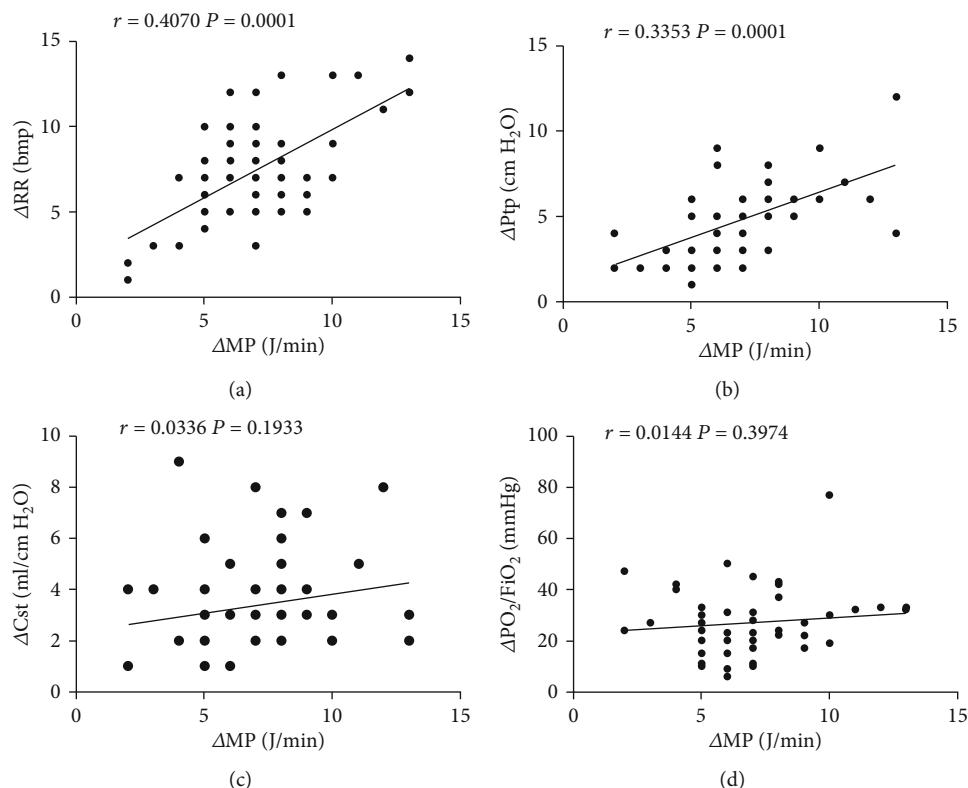 r = 0.4070 P = 0.0001
15
10
5
0
ΔRR (bmp)
0
5
10
15
ΔMP (J/min)
(a)
r = 0.3353 P = 0.0001
15
10
5
0
ΔPtp (cm H₂O)
0
5
10
15
ΔMP (J/min)
(b)
r = 0.0336 P = 0.1933
10
8
6
4
2
0
ΔCst (ml/cm H₂O)
0
5
10
15
ΔMP (J/min)
(c)
r = 0.0144 P = 0.3974
100
80
60
40
20
0
ΔPO₂/FiO₂ (mmHg)
0
5
10
15
ΔMP (J/min)
(d)